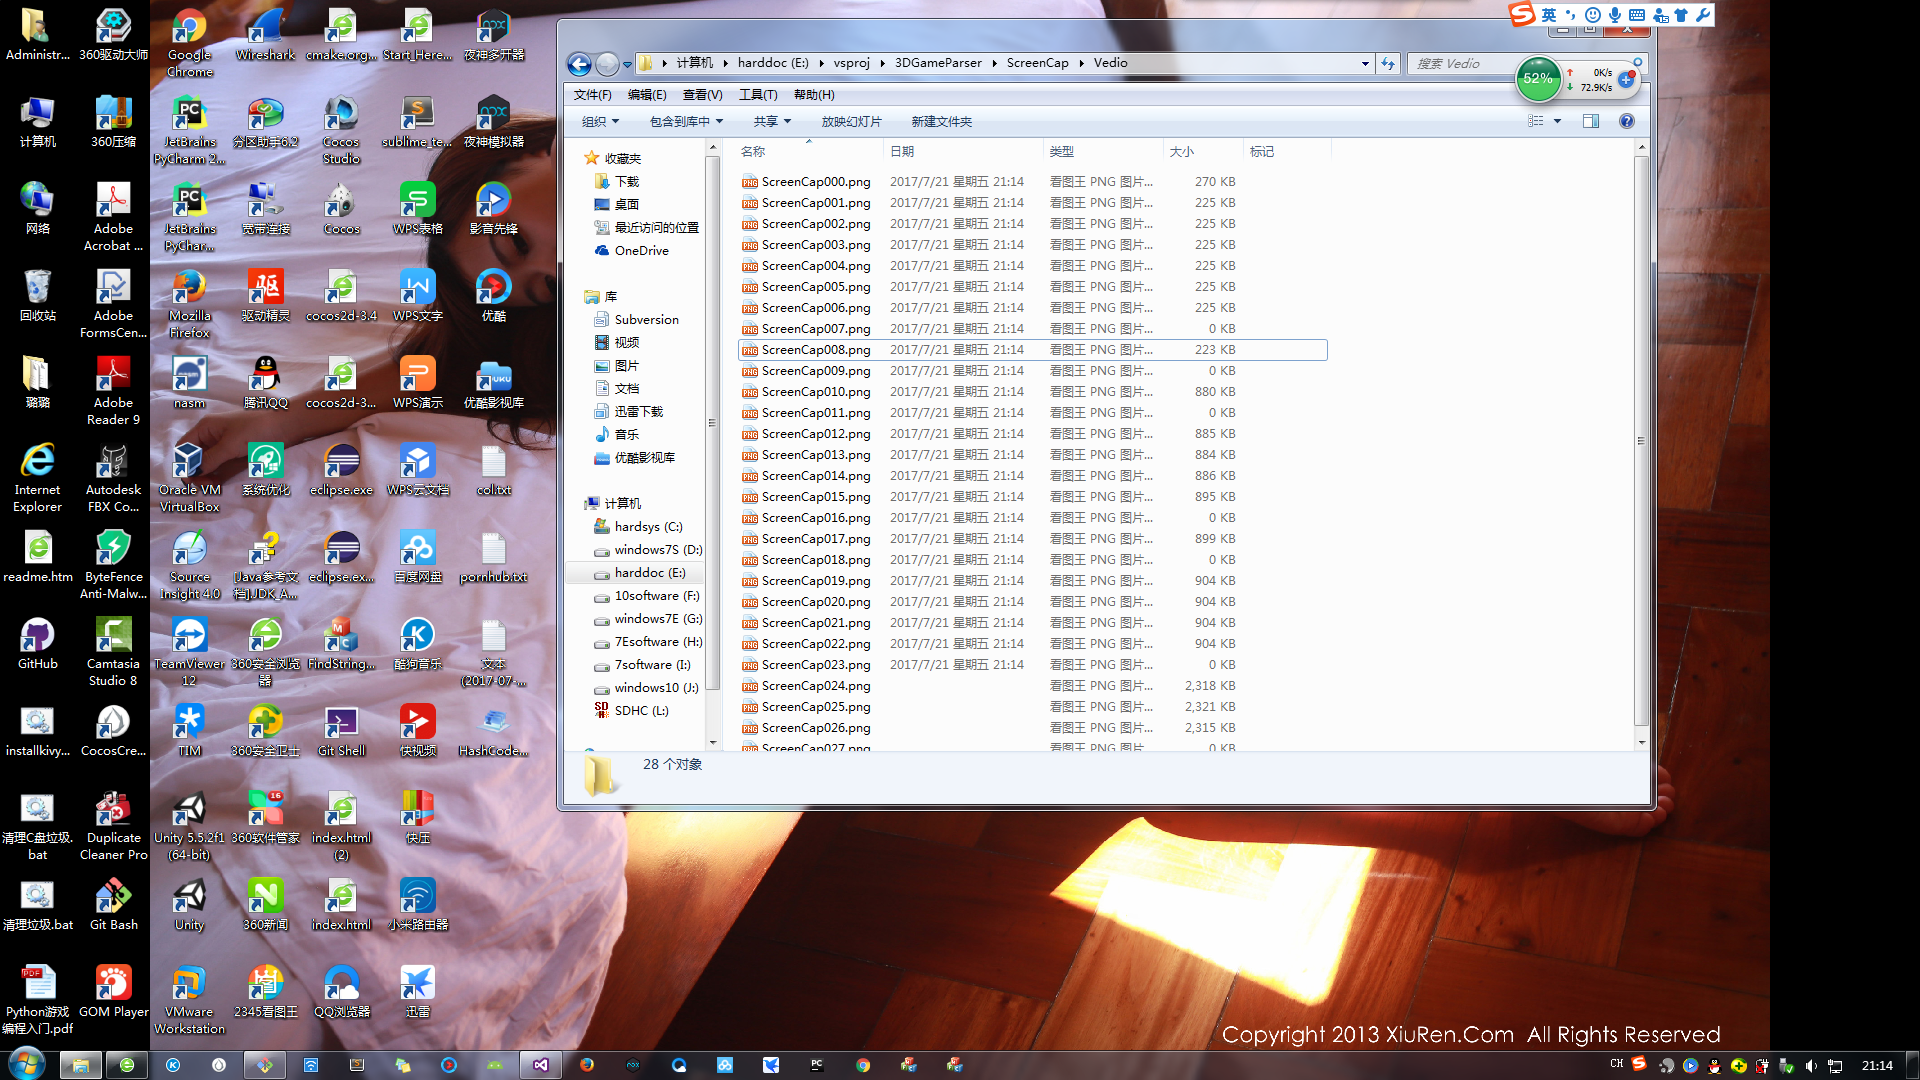 Administr...
360驱动大师
Google Chrome
Wireshark
cmake.org...
Start_Here...
夜神多开器
计算机
360压缩
JetBrains PyCharm 2...
分区助手6.2
Cocos Studio
sublime_te...
夜神模拟器
网络
Adobe Acrobat ...
JetBrains PyChar...
宽带连接
Cocos
WPS表格
影音先锋
回收站
Adobe FormsCen...
Mozilla Firefox
驱动精灵
cocos2d-3.4
WPS文字
优酷
璐璐
Adobe Reader 9
nasm
腾讯QQ
cocos2d-3...
WPS演示
优酷影视库
Internet Explorer
Autodesk FBX Co...
Oracle VM VirtualBox
系统优化
eclipse.exe
WPS云文档
col.txt
readme.htm
ByteFence Anti-Malw...
Source Insight 4.0
[Java参考文档].JDK_A...
eclipse.ex...
百度网盘
pornhub.txt
GitHub
Camtasia Studio 8
TeamViewer 12
360安全浏览器
FindString...
酷狗音乐
文本 (2017-07-...
installkivy...
CocosCre...
TIM
360安全卫士
Git Shell
快视频
HashCode...
清理C盘垃圾.bat
Duplicate Cleaner Pro
Unity 5.5.2f1 (64-bit)
360软件管家
index.html (2)
快压
清理垃圾.bat
Git Bash
Unity
360新闻
index.html
小米路由器
Python游戏编程入门.pdf
GOM Player
VMware Workstation
2345看图王
QQ浏览器
迅雷
英
计算机 harddoc (E:) vsproj 3DGameParser ScreenCap Vedio
搜索 Vedio
52%
0K/s
72.9K/s
文件(F) 编辑(E) 查看(V) 工具(T) 帮助(H)
组织 包含到库中 共享 放映幻灯片 新建文件夹
收藏夹
下载
桌面
最近访问的位置
OneDrive
库
Subversion
视频
图片
文档
迅雷下载
音乐
优酷影视库
计算机
hardsys (C:)
windows7S (D:)
harddoc (E:)
10software (F:)
windows7E (G:)
7Esoftware (H:)
7software (I:)
windows10 (J:)
SDHC (L:)
名称 日期 类型 大小 标记
ScreenCap000.png 2017/7/21 星期五 21:14 看图王 PNG 图片... 270 KB
ScreenCap001.png 2017/7/21 星期五 21:14 看图王 PNG 图片... 225 KB
ScreenCap002.png 2017/7/21 星期五 21:14 看图王 PNG 图片... 225 KB
ScreenCap003.png 2017/7/21 星期五 21:14 看图王 PNG 图片... 225 KB
ScreenCap004.png 2017/7/21 星期五 21:14 看图王 PNG 图片... 225 KB
ScreenCap005.png 2017/7/21 星期五 21:14 看图王 PNG 图片... 225 KB
ScreenCap006.png 2017/7/21 星期五 21:14 看图王 PNG 图片... 225 KB
ScreenCap007.png 2017/7/21 星期五 21:14 看图王 PNG 图片... 0 KB
ScreenCap008.png 2017/7/21 星期五 21:14 看图王 PNG 图片... 223 KB
ScreenCap009.png 2017/7/21 星期五 21:14 看图王 PNG 图片... 0 KB
ScreenCap010.png 2017/7/21 星期五 21:14 看图王 PNG 图片... 880 KB
ScreenCap011.png 2017/7/21 星期五 21:14 看图王 PNG 图片... 0 KB
ScreenCap012.png 2017/7/21 星期五 21:14 看图王 PNG 图片... 885 KB
ScreenCap013.png 2017/7/21 星期五 21:14 看图王 PNG 图片... 884 KB
ScreenCap014.png 2017/7/21 星期五 21:14 看图王 PNG 图片... 886 KB
ScreenCap015.png 2017/7/21 星期五 21:14 看图王 PNG 图片... 895 KB
ScreenCap016.png 2017/7/21 星期五 21:14 看图王 PNG 图片... 0 KB
ScreenCap017.png 2017/7/21 星期五 21:14 看图王 PNG 图片... 899 KB
ScreenCap018.png 2017/7/21 星期五 21:14 看图王 PNG 图片... 0 KB
ScreenCap019.png 2017/7/21 星期五 21:14 看图王 PNG 图片... 904 KB
ScreenCap020.png 2017/7/21 星期五 21:14 看图王 PNG 图片... 904 KB
ScreenCap021.png 2017/7/21 星期五 21:14 看图王 PNG 图片... 904 KB
ScreenCap022.png 2017/7/21 星期五 21:14 看图王 PNG 图片... 904 KB
ScreenCap023.png 2017/7/21 星期五 21:14 看图王 PNG 图片... 0 KB
ScreenCap024.png 看图王 PNG 图片... 2,318 KB
ScreenCap025.png 看图王 PNG 图片... 2,321 KB
ScreenCap026.png 看图王 PNG 图片... 2,315 KB
ScreenCap027.png 看图王 PNG 图片... 0 KB
28 个对象
Copyright 2013 XiuRen.Com All Rights Reserved
CH
21:14